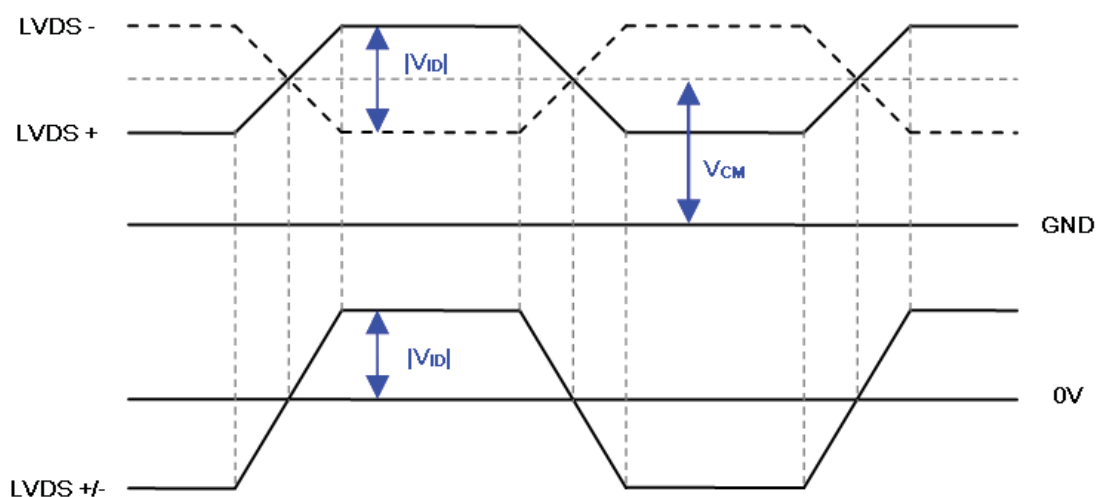 LVDS -
|VID|
LVDS +
VCM
GND
|VID|
0V
LVDS +/-